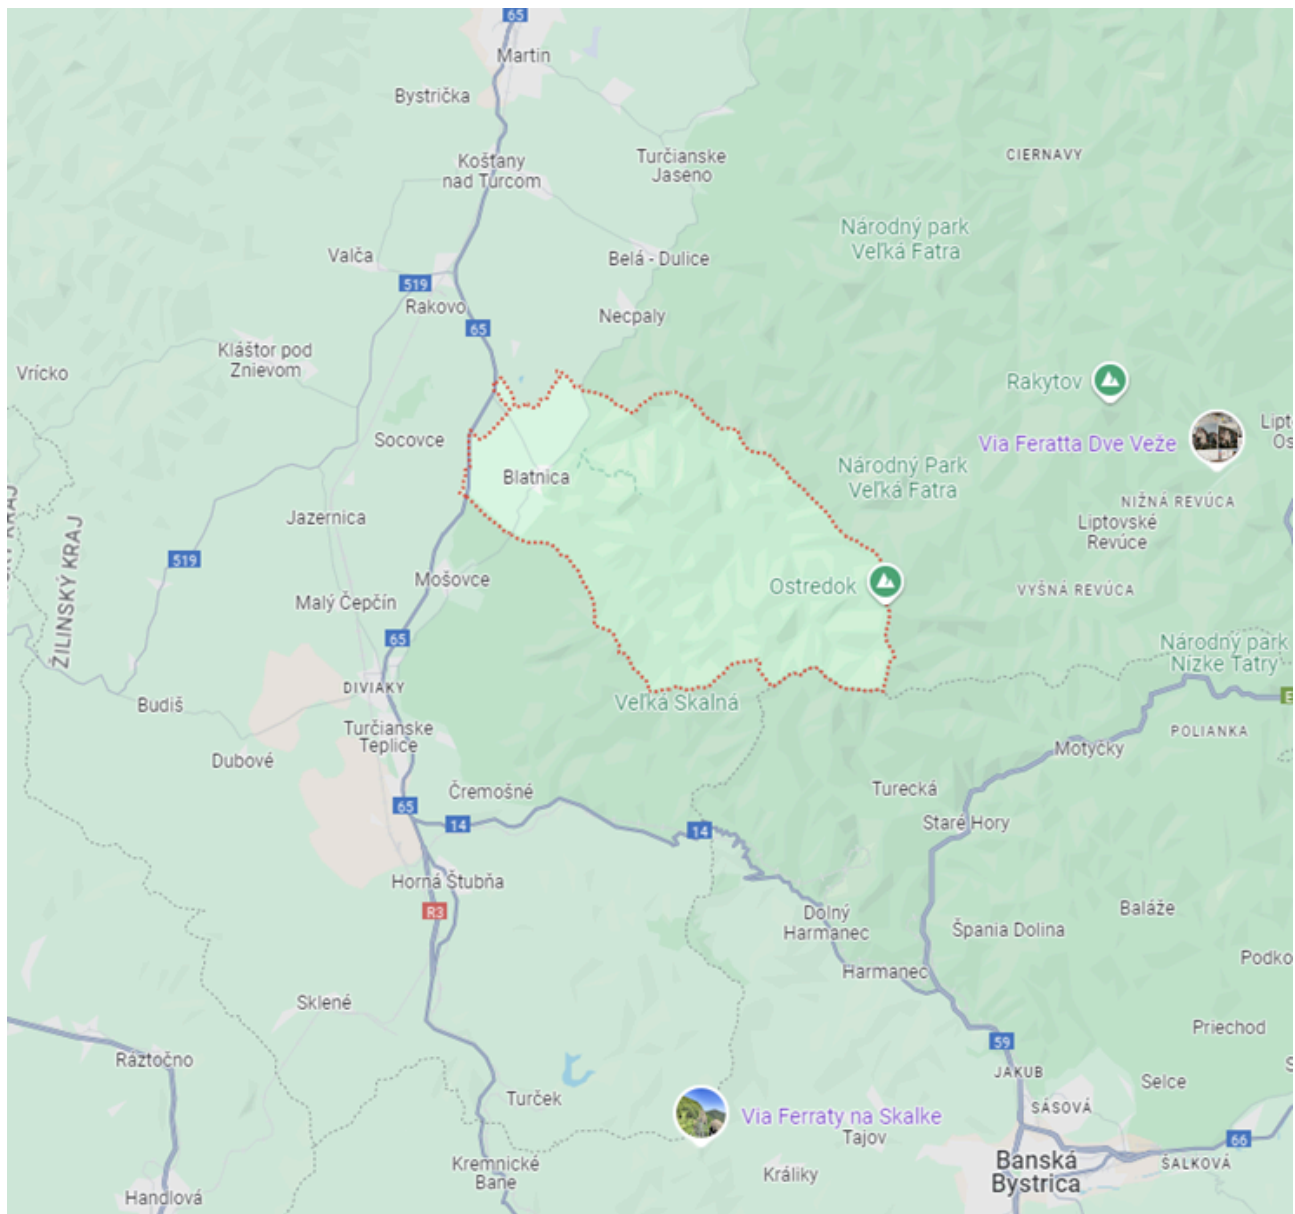 65
Martin
Bystrička
Košťany
nad Turcom
Turčianske
Jaseno
CIERNAVY
Národný park
Veľká Fatra
Valča
Belá - Dulice
519
Rakovo
Necpaly
65
Kláštor pod
Znievom
Vrícko
Rakytov
Socovce
Via Feratta Dve Veže
Blatnica
Národný Park
Veľká Fatra
NIŽNÁ REVÚCA
Liptovské
Revúce
Jazernica
ŽILINSKÝ KRAJ
519
Mošovce
Ostredok
VYŠNÁ REVÚCA
Malý Čepčín
65
Národný park
Nízke Tatry
DIVIAKY
Budiš
Veľká Skalná
Turčianske
Teplice
POLIANKA
Motyčky
Dubové
Čremošné
Turecká
65
14
14
Staré Hory
Horná Štubňa
R3
Dolný
Harmanec
Baláže
Špania Dolina
Harmanec
Podko
Sklené
Priechod
59
Ráztočno
JAKUB
Selce
Turček
SÁSOVÁ
Via Ferraty na Skalke
Tajov
66
Kremnické
Bane
Králiky
Banská
Bystrica
ŠALKOVÁ
Handlová